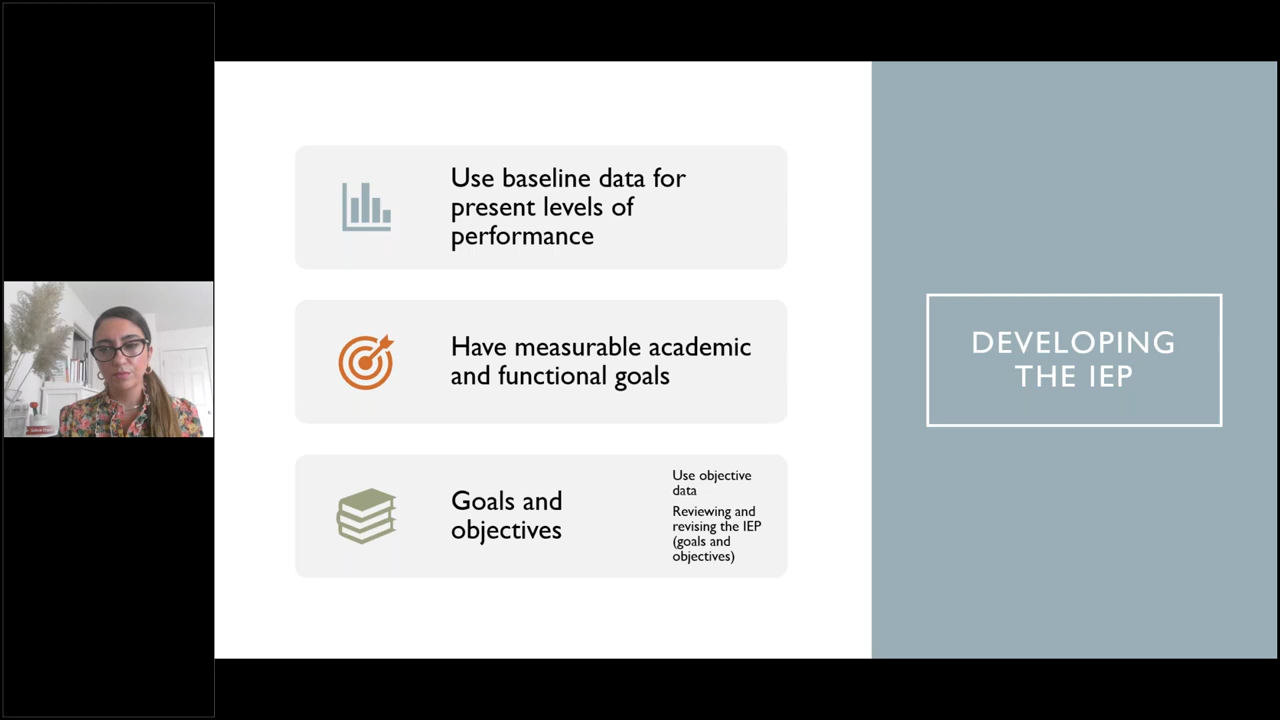 Use baseline data for
present levels of
performance
Have measurable academic
and functional goals
Goals and
objectives
Use objective
data
Reviewing and
revising the IEP
(goals and
objectives)
DEVELOPING
THE IEP